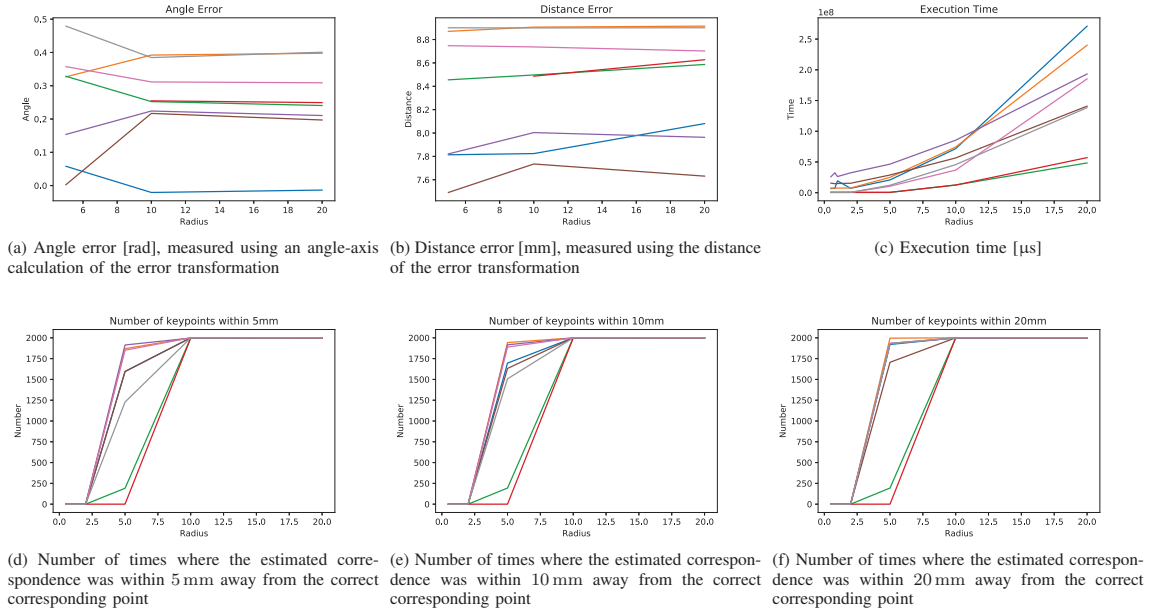 Angle Error
0.5
0.4
0.3
0.2
0.1
0.0
Angle
6 8 10 12 14 16 18 20
Radius
(a) Angle error [rad], measured using an angle-axis
calculation of the error transformation
Distance Error
8.8
8.6
8.4
8.2
8.0
7.8
7.6
Distance
6 8 10 12 14 16 18 20
Radius
(b) Distance error [mm], measured using the distance
of the error transformation
Execution Time
1e8
2.5
2.0
1.5
1.0
0.5
0.0
Time
0,0 2,5 5,0 7,5 10,0 12,5 15,0 17,5 20,0
Radius
(c) Execution time [μs]
Number of keypoints within 5mm
2000
1750
1500
1250
1000
750
500
250
0
Number
0.0 2.5 5.0 7.5 10.0 12.5 15.0 17.5 20.0
Radius
(d) Number of times where the estimated corre-
spondence was within 5 mm away from the correct
corresponding point
Number of keypoints within 10mm
2000
1750
1500
1250
1000
750
500
250
0
Number
0.0 2.5 5.0 7.5 10.0 12.5 15.0 17.5 20.0
Radius
(e) Number of times where the estimated correspon-
dence was within 10 mm away from the correct
corresponding point
Number of keypoints within 20mm
2000
1750
1500
1250
1000
750
500
250
0
Number
0.0 2.5 5.0 7.5 10.0 12.5 15.0 17.5 20.0
Radius
(f) Number of times where the estimated correspon-
dence was within 20 mm away from the correct
corresponding point